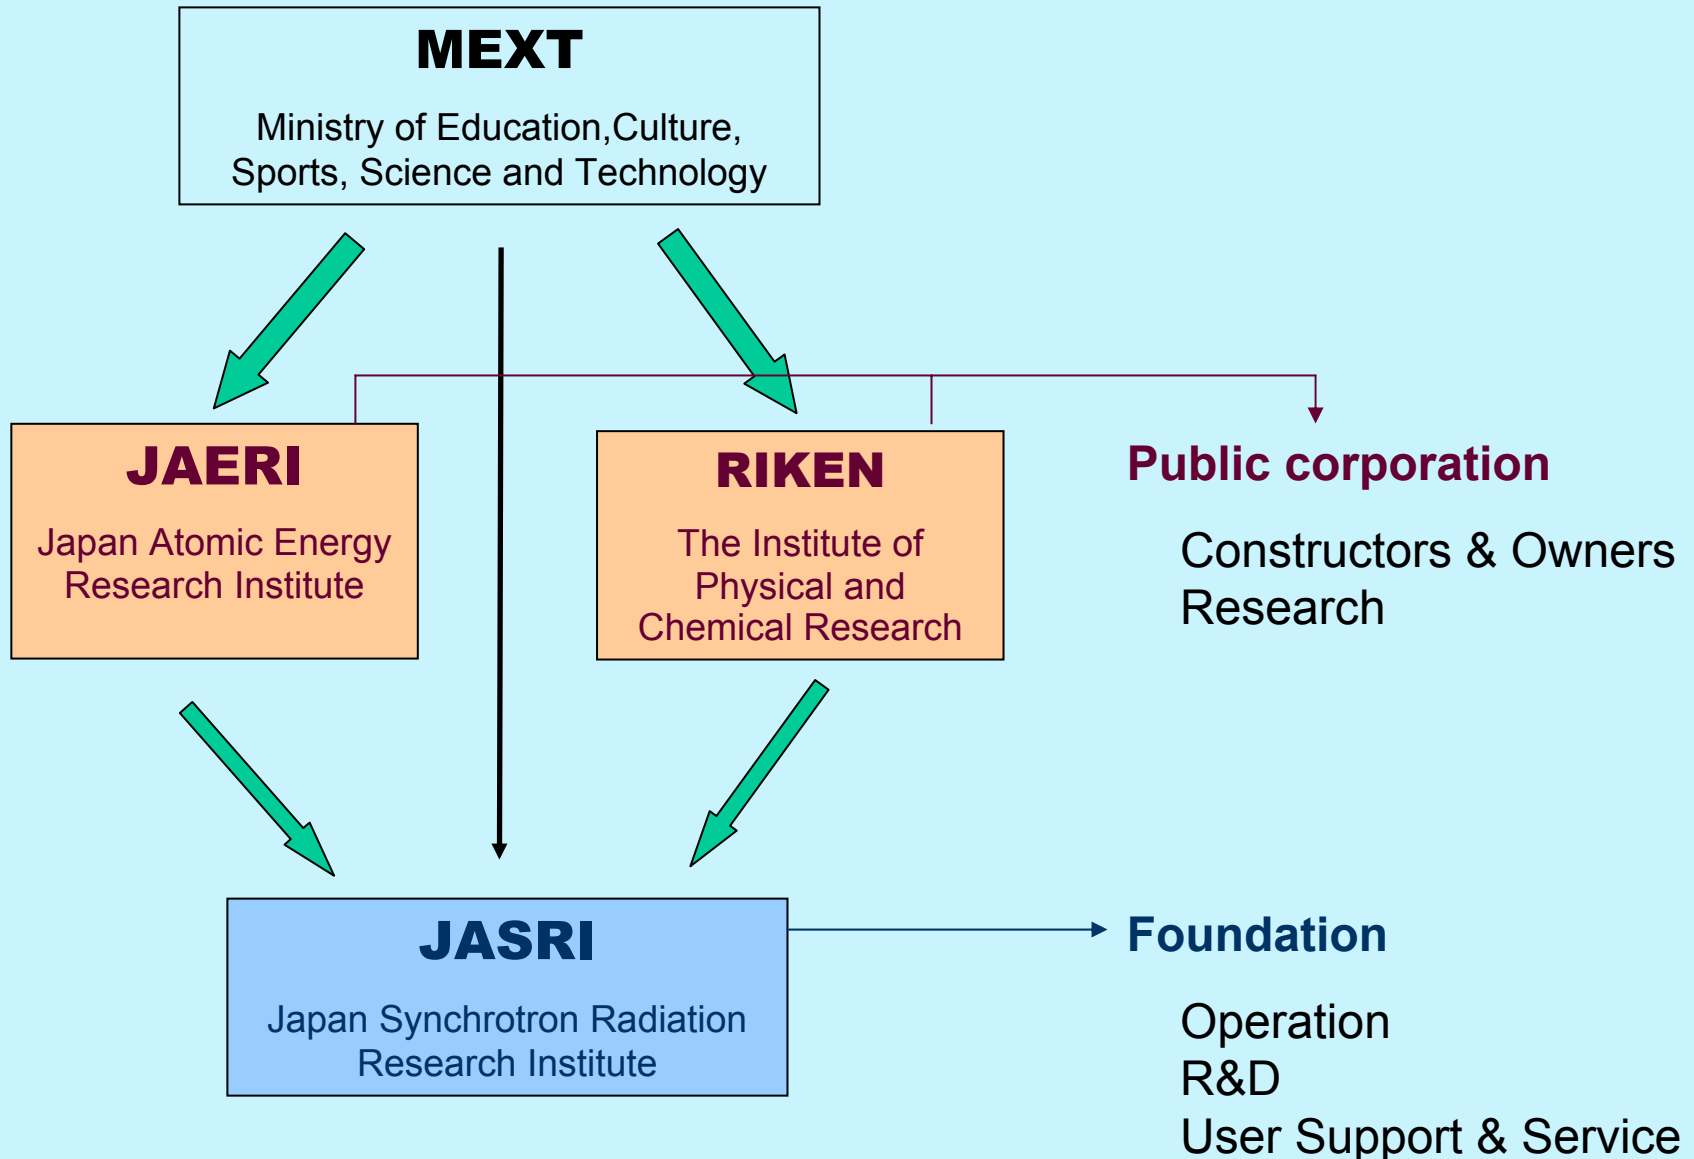 MEXT
Ministry of Education,Culture,
Sports, Science and Technology
JAERI
Japan Atomic Energy
Research Institute
RIKEN
The Institute of
Physical and
Chemical Research
Public corporation
Constructors & Owners
Research
JASRI
Japan Synchrotron Radiation
Research Institute
Foundation
Operation
R&D
User Support & Service